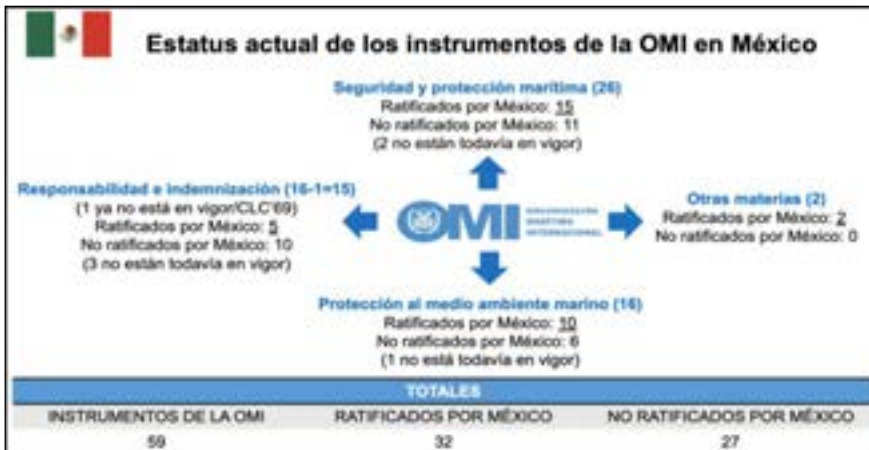 Estatus actual de los instrumentos de la OMI en México
Seguridad y protección marítima (26)
Ratificados por México: 15
No ratificados por México: 11
(2 no están todavía en vigor)
Responsabilidad e indemnización (16-1=15)
(1 ya no está en vigor/CLC'69)
Ratificados por México: 5
No ratificados por México: 10
(3 no están todavía en vigor)
OMI
ORGANIZACIÓN
MARÍTIMA
INTERNACIONAL
Otras materias (2)
Ratificados por México: 2
No ratificados por México: 0
Protección al medio ambiente marino (16)
Ratificados por México: 10
No ratificados por México: 6
(1 no está todavía en vigor)
TOTALES
INSTRUMENTOS DE LA OMI RATIFICADOS POR MÉXICO NO RATIFICADOS POR MÉXICO
59 32 27